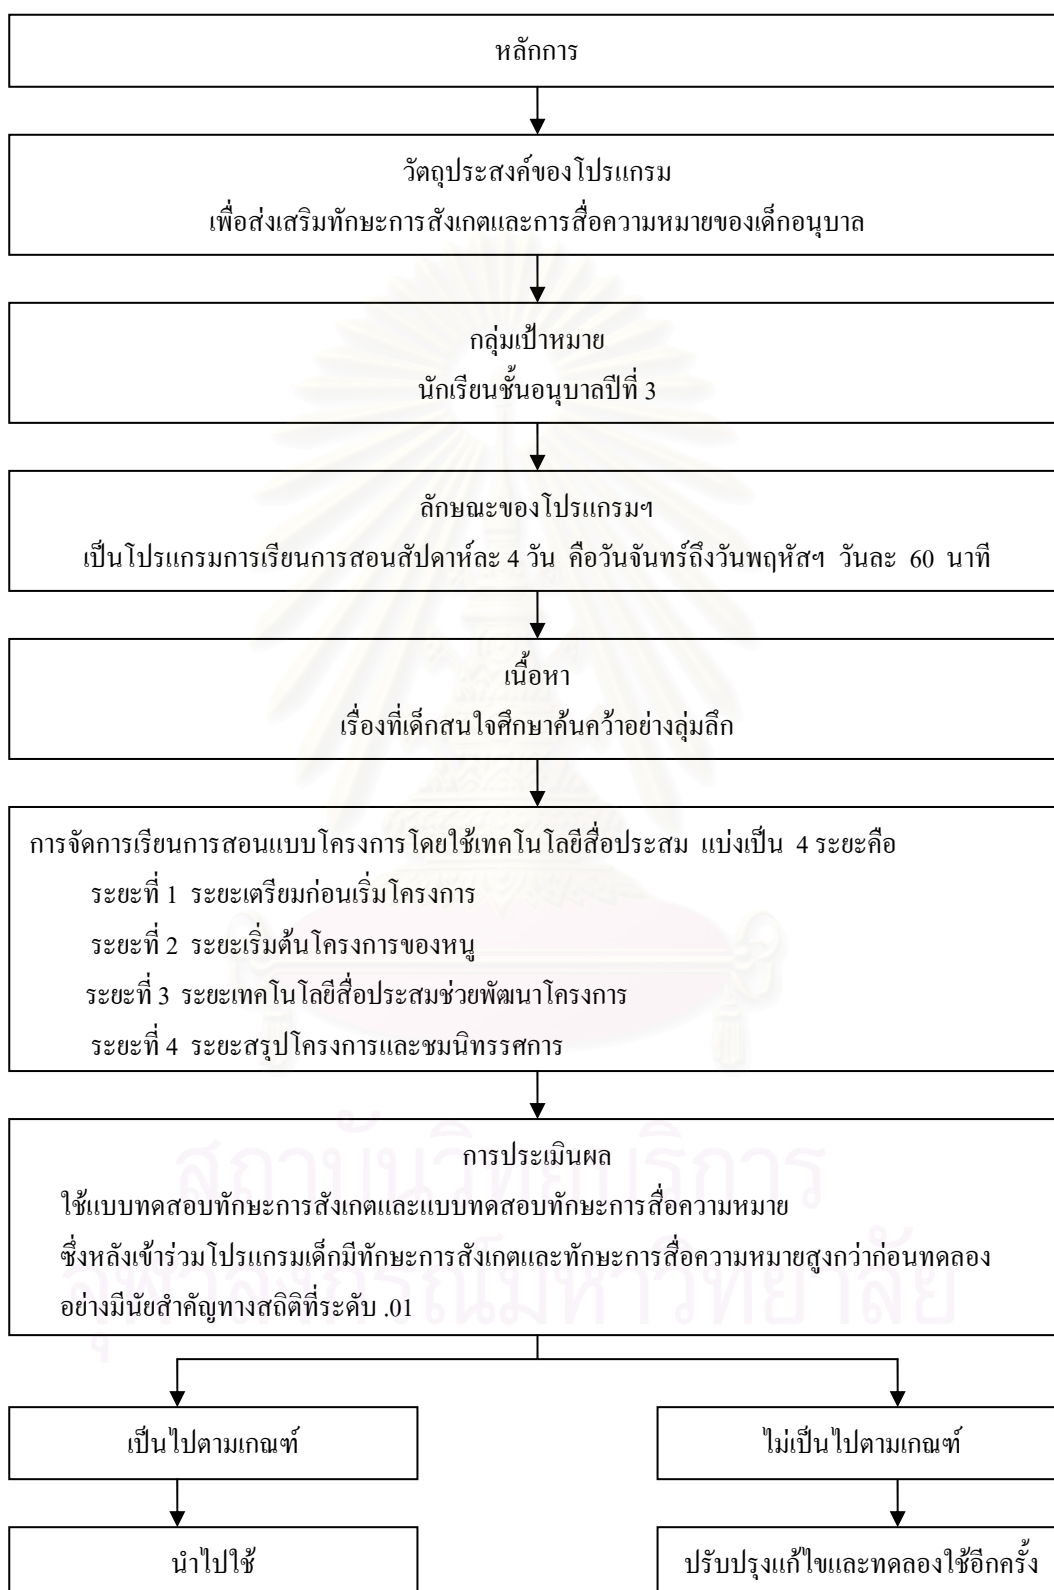 หลักการ
วัตถุประสงค์ของโปรแกรม
เพื่อส่งเสริมทักษะการสังเกตและการสื่อความหมายของเด็กอนุบาล
กลุ่มเป้าหมาย
นักเรียนชั้นอนุบาลปีที่ 3
ลักษณะของโปรแกรมฯ
เป็นโปรแกรมการเรียนการสอนสัปดาห์ละ 4 วัน คือวันจันทร์ถึงวันพฤหัสฯ วันละ 60 นาที
เนื้อหา
เรื่องที่เด็กสนใจศึกษาค้นคว้าอย่างลุ่มลึก
การจัดการเรียนการสอนแบบโครงการโดยใช้เทคโนโลยีสื่อประสม แบ่งเป็น 4 ระยะคือ
ระยะที่ 1 ระยะเตรียมก่อนเริ่มโครงการ
ระยะที่ 2 ระยะเริ่มต้นโครงการของหนู
ระยะที่ 3 ระยะเทคโนโลยีสื่อประสมช่วยพัฒนาโครงการ
ระยะที่ 4 ระยะสรุปโครงการและชมนิทรรศการ
การประเมินผล
ใช้แบบทดสอบทักษะการสังเกตและแบบทดสอบทักษะการสื่อความหมาย
ซึ่งหลังเข้าร่วมโปรแกรมเด็กมีทักษะการสังเกตและทักษะการสื่อความหมายสูงกว่าก่อนทดลอง
อย่างมีนัยสำคัญทางสถิติที่ระดับ .01
สถาบันวิทยบริการ
จุฬาลงกรณ์มหาวิทยาลัย
เป็นไปตามเกณฑ์
ไม่เป็นไปตามเกณฑ์
นำไปใช้
ปรับปรุงแก้ไขและทดลองใช้อีกครั้ง